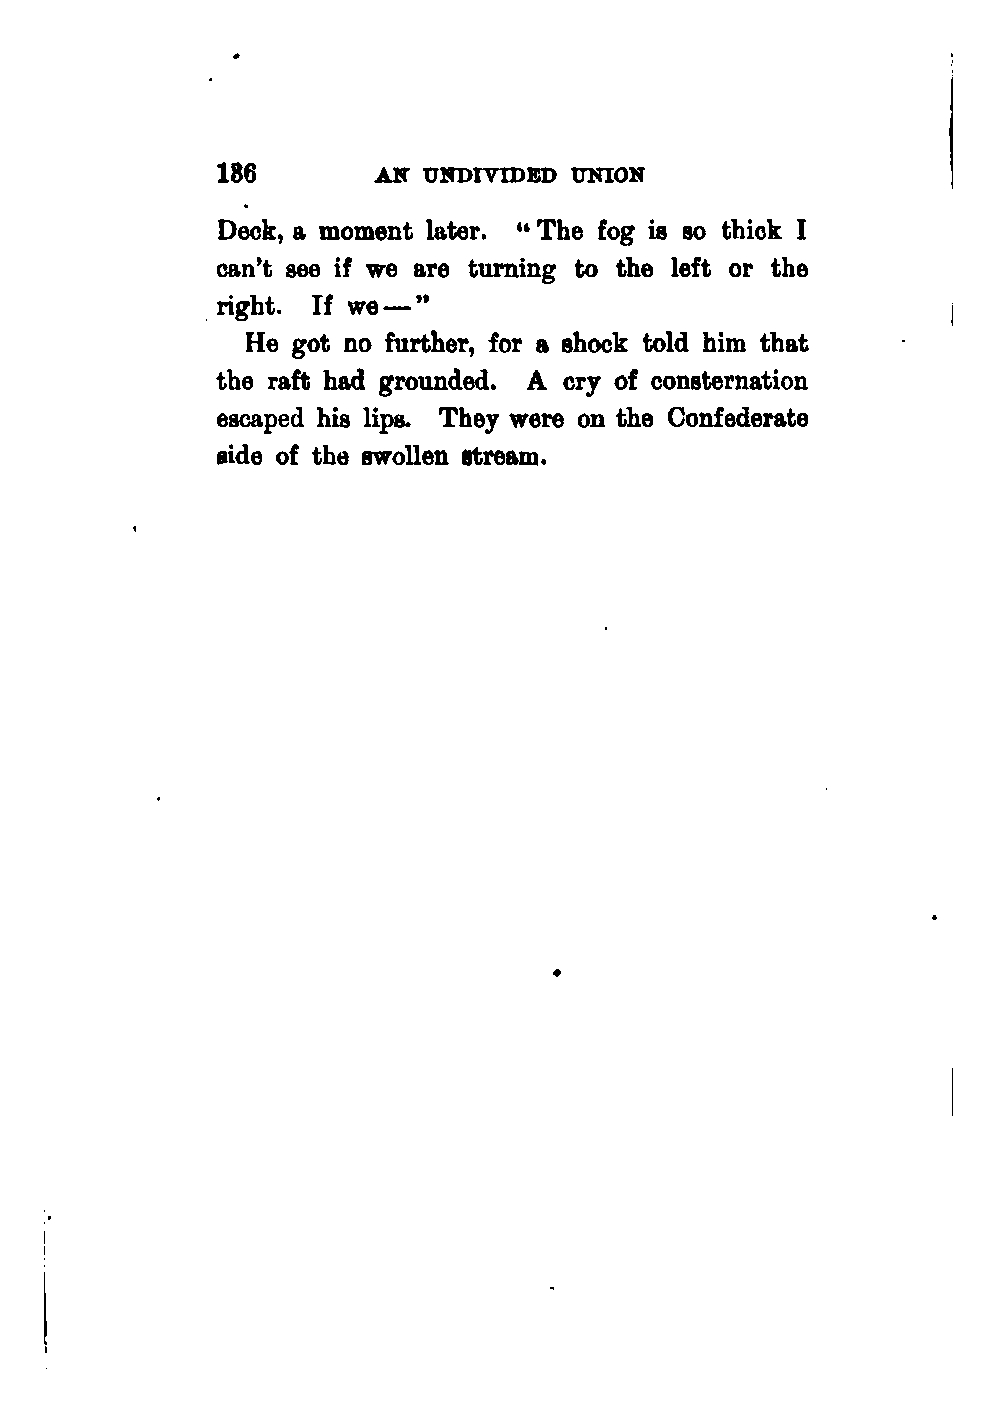 186 AN UNDIVIDED UNION
Deck, a moment later. “The fog is so thick I
can't see if we are turning to the left or the
right. If we—”
He got no further, for a shock told him that
the raft had grounded. A cry of consternation
escaped his lips. They were on the Confederate
side of the swollen stream.